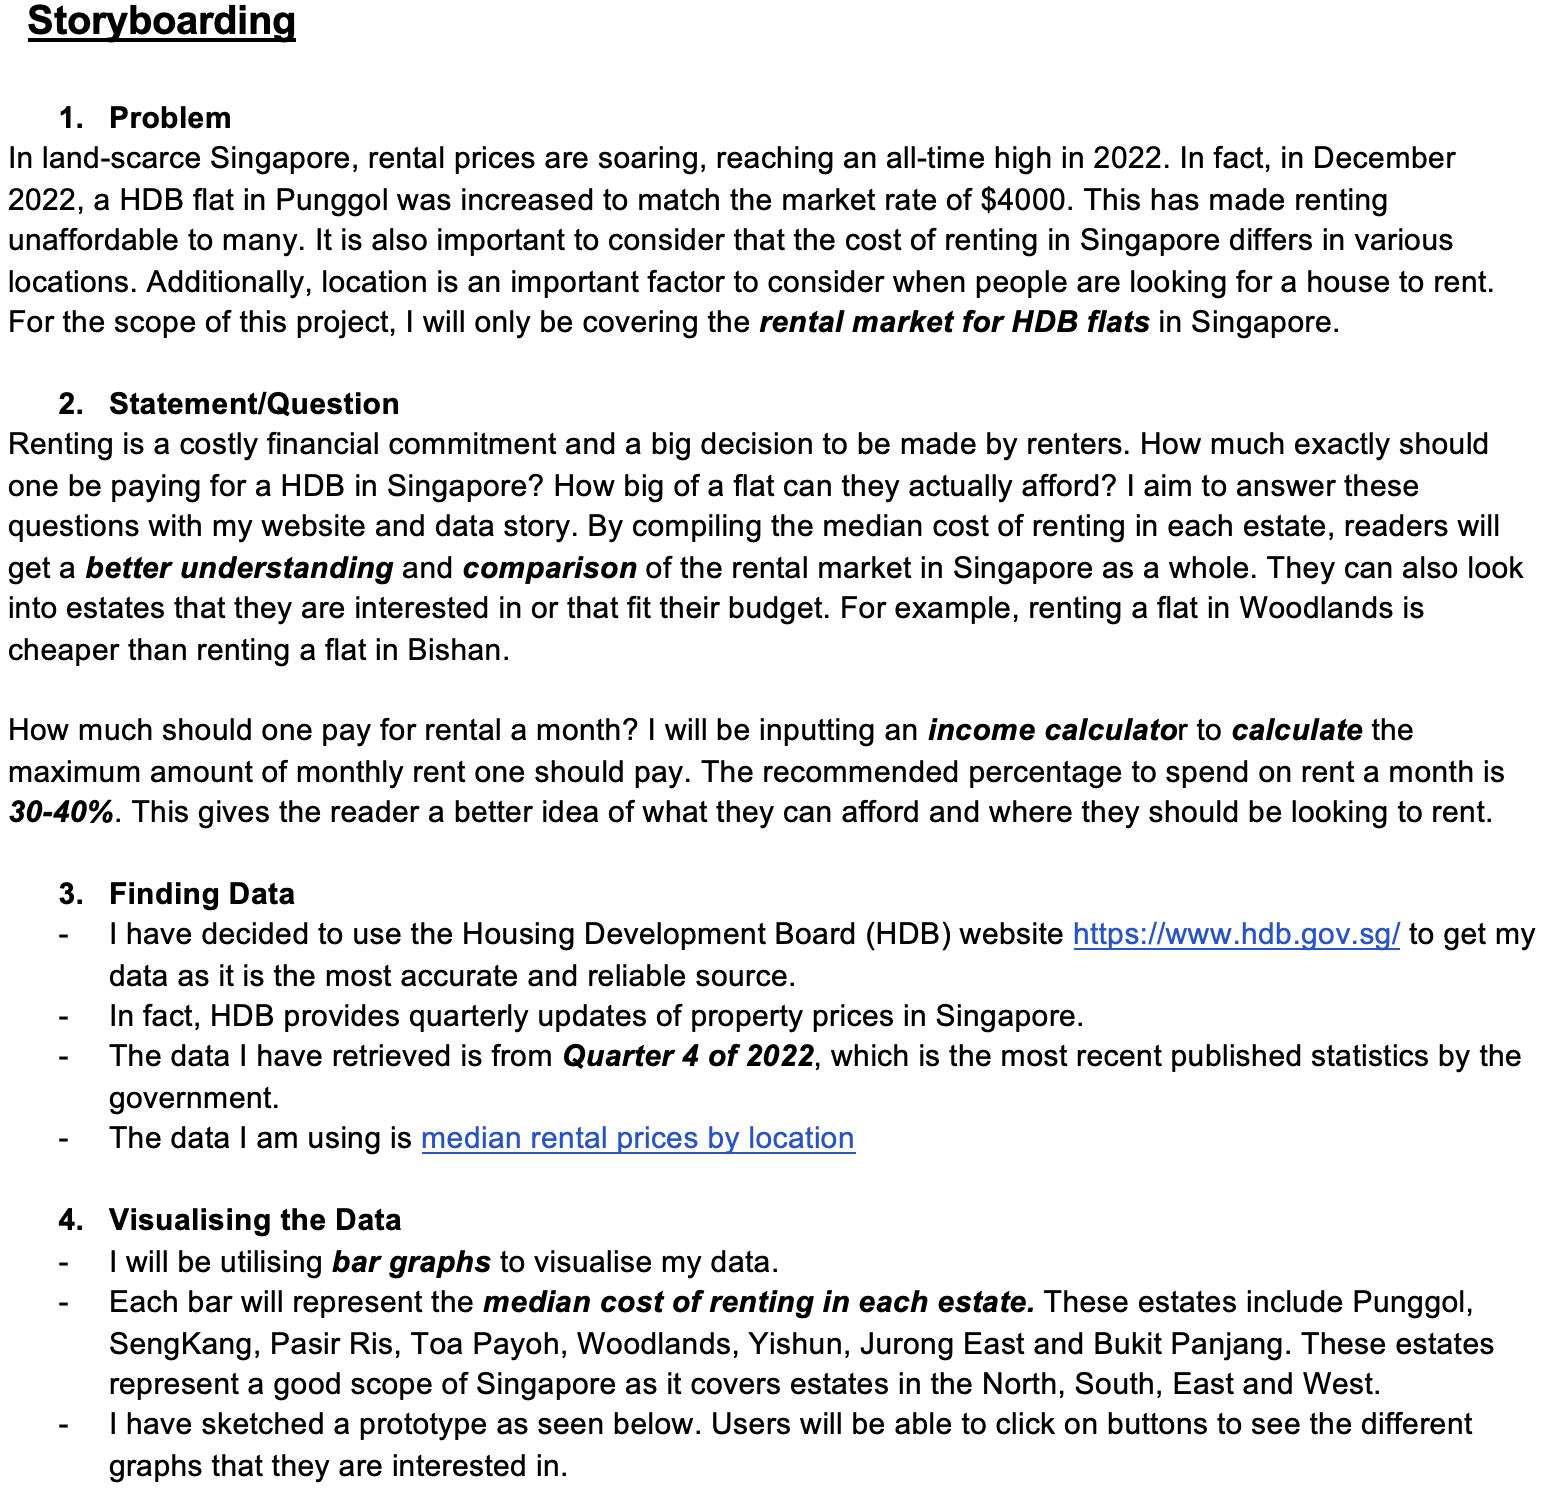 Storyboarding
1. Problem
In land-scarce Singapore, rental prices are soaring, reaching an all-time high in 2022. In fact, in December
2022, a HDB flat in Punggol was increased to match the market rate of $4000. This has made renting
unaffordable to many. It is also important to consider that the cost of renting in Singapore differs in various
locations. Additionally, location is an important factor to consider when people are looking for a house to rent.
For the scope of this project, I will only be covering the rental market for HDB flats in Singapore.
2. Statement/Question
Renting is a costly financial commitment and a big decision to be made by renters. How much exactly should
one be paying for a HDB in Singapore? How big of a flat can they actually afford? I aim to answer these
questions with my website and data story. By compiling the median cost of renting in each estate, readers will
get a better understanding and comparison of the rental market in Singapore as a whole. They can also look
into estates that they are interested in or that fit their budget. For example, renting a flat in Woodlands is
cheaper than renting a flat in Bishan.
How much should one pay for rental a month? I will be inputting an income calculator to calculate the
maximum amount of monthly rent one should pay. The recommended percentage to spend on rent a month is
30-40%. This gives the reader a better idea of what they can afford and where they should be looking to rent.
3. Finding Data
- I have decided to use the Housing Development Board (HDB) website https://www.hdb.gov.sg/ to get my
data as it is the most accurate and reliable source.
- In fact, HDB provides quarterly updates of property prices in Singapore.
- The data I have retrieved is from Quarter 4 of 2022, which is the most recent published statistics by the
government.
- The data I am using is median rental prices by location
4. Visualising the Data
- I will be utilising bar graphs to visualise my data.
- Each bar will represent the median cost of renting in each estate. These estates include Punggol,
SengKang, Pasir Ris, Toa Payoh, Woodlands, Yishun, Jurong East and Bukit Panjang. These estates
represent a good scope of Singapore as it covers estates in the North, South, East and West.
- I have sketched a prototype as seen below. Users will be able to click on buttons to see the different
graphs that they are interested in.